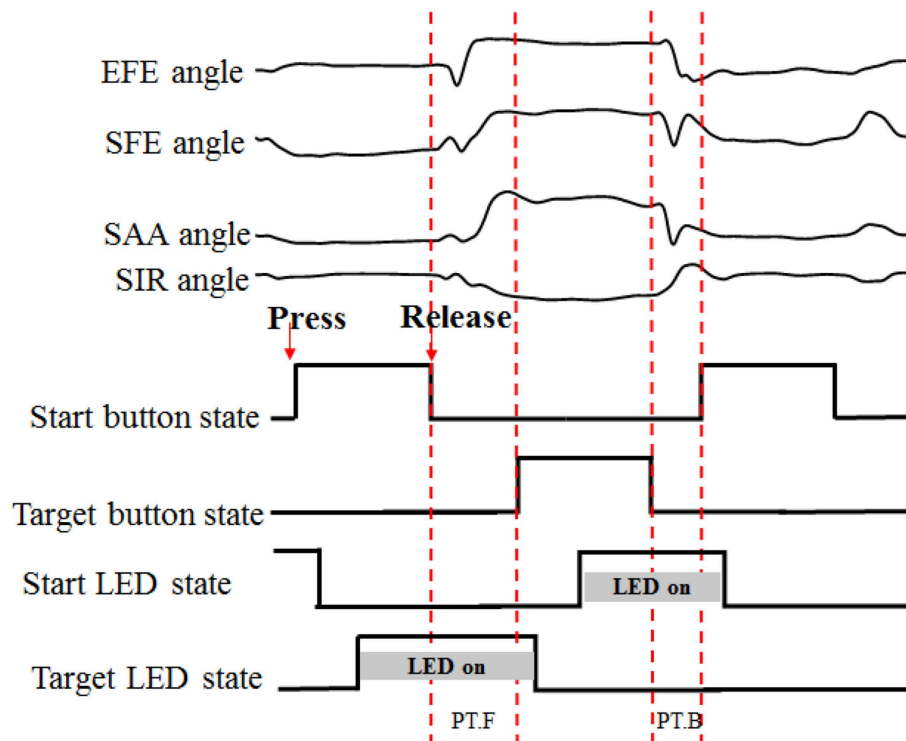 EFE angle
SFE angle
SAA angle
SIR angle
Press Release
Start button state
Target button state
Start LED state
LED on
Target LED state
LED on
PT.F PT.B